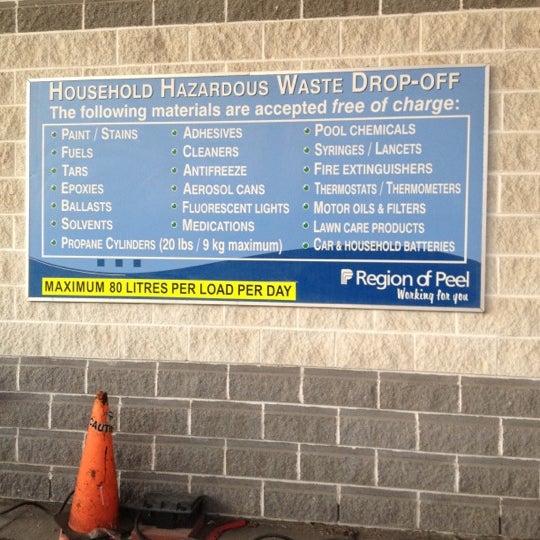 HOUSEHOLD HAZARDOUS WASTE DROP-OFF
The following materials are accepted free of charge:
• PAINT / STAINS
• FUELS
• TARS
• EPOXIES
• BALLASTS
• SOLVENTS
• PROPANE CYLINDERS (20 lbs / 9 kg maximum)
• ADHESIVES
• CLEANERS
• ANTIFREEZE
• AEROSOL CANS
• FLUORESCENT LIGHTS
• MEDICATIONS
• POOL CHEMICALS
• SYRINGES / LANCETS
• FIRE EXTINGUISHERS
• THERMOSTATS / THERMOMETERS
• MOTOR OILS & FILTERS
• LAWN CARE PRODUCTS
• CAR & HOUSEHOLD BATTERIES
MAXIMUM 80 LITRES PER LOAD PER DAY
Region of Peel
Working for you
CAUTION